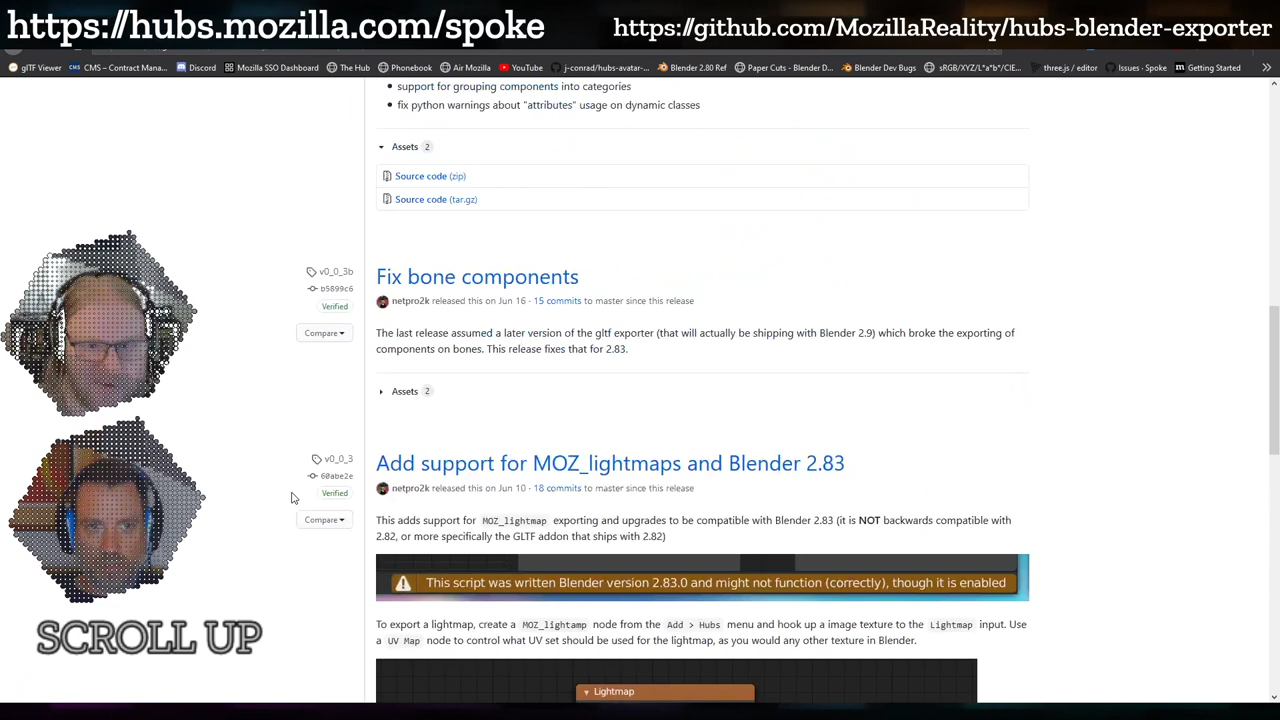 https://hubs.mozilla.com/spoke
https://github.com/MozillaReality/hubs-blender-exporter
glTF Viewer CMS – Contract Mana... Discord Mozilla SSO Dashboard The Hub Phonebook Air Mozilla YouTube j-conrad/hubs-avatar-... Blender 2.80 Ref Paper Cuts - Blender D... Blender Dev Bugs sRGB/XYZ/L*a*b*/CIE... three.js / editor Issues · Spoke Getting Started
support for grouping components into categories
fix python warnings about "attributes" usage on dynamic classes
Assets 2
Source code (zip)
Source code (tar.gz)
v0_0_3b
b5899c6
Verified
Compare
Fix bone components
netpro2k released this on Jun 16 · 15 commits to master since this release
The last release assumed a later version of the gltf exporter (that will actually be shipping with Blender 2.9) which broke the exporting of
components on bones. This release fixes that for 2.83.
Assets 2
v0_0_3
60abe2e
Verified
Compare
Add support for MOZ_lightmaps and Blender 2.83
netpro2k released this on Jun 10 · 18 commits to master since this release
This adds support for MOZ_lightmap exporting and upgrades to be compatible with Blender 2.83 (it is NOT backwards compatible with
2.82, or more specifically the GLTF addon that ships with 2.82)
This script was written Blender version 2.83.0 and might not function (correctly), though it is enabled
To export a lightmap, create a MOZ_lightamp node from the Add > Hubs menu and hook up a image texture to the Lightmap input. Use
a UV Map node to control what UV set should be used for the lightmap, as you would any other texture in Blender.
Lightmap
SCROLL UP